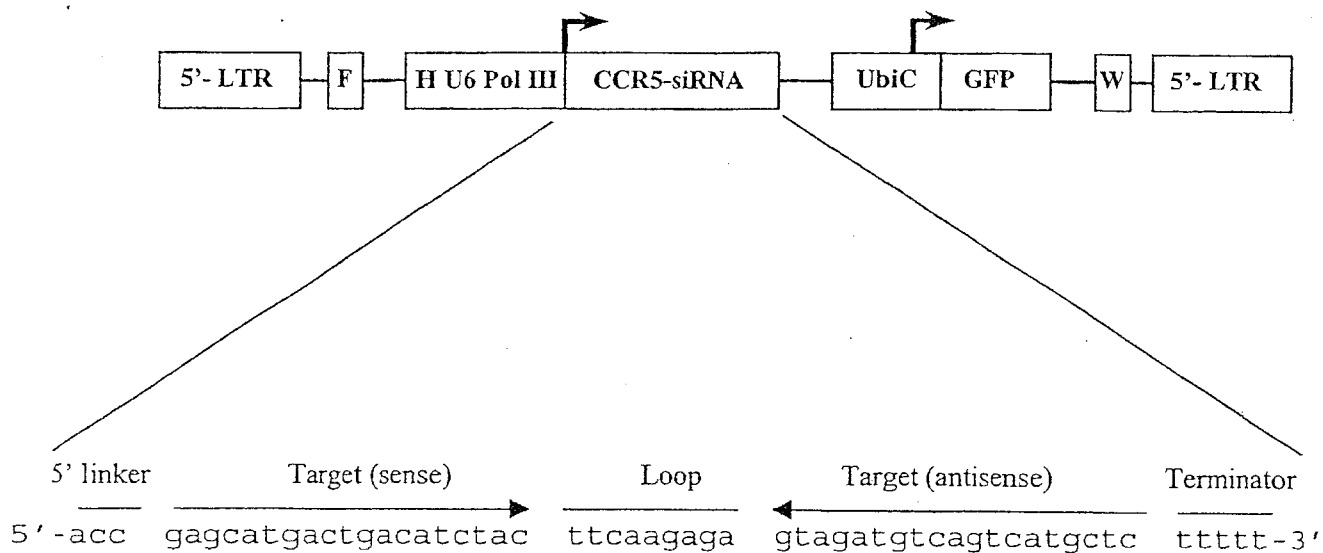 5'- LTR F H U6 Pol III CCR5-siRNA UbiC GFP W 5'- LTR
5' linker Target (sense) Loop Target (antisense) Terminator
5'-acc gagcatgactgacatctac ttcaagaga gtagatgtcagtcatgctc ttttt-3'